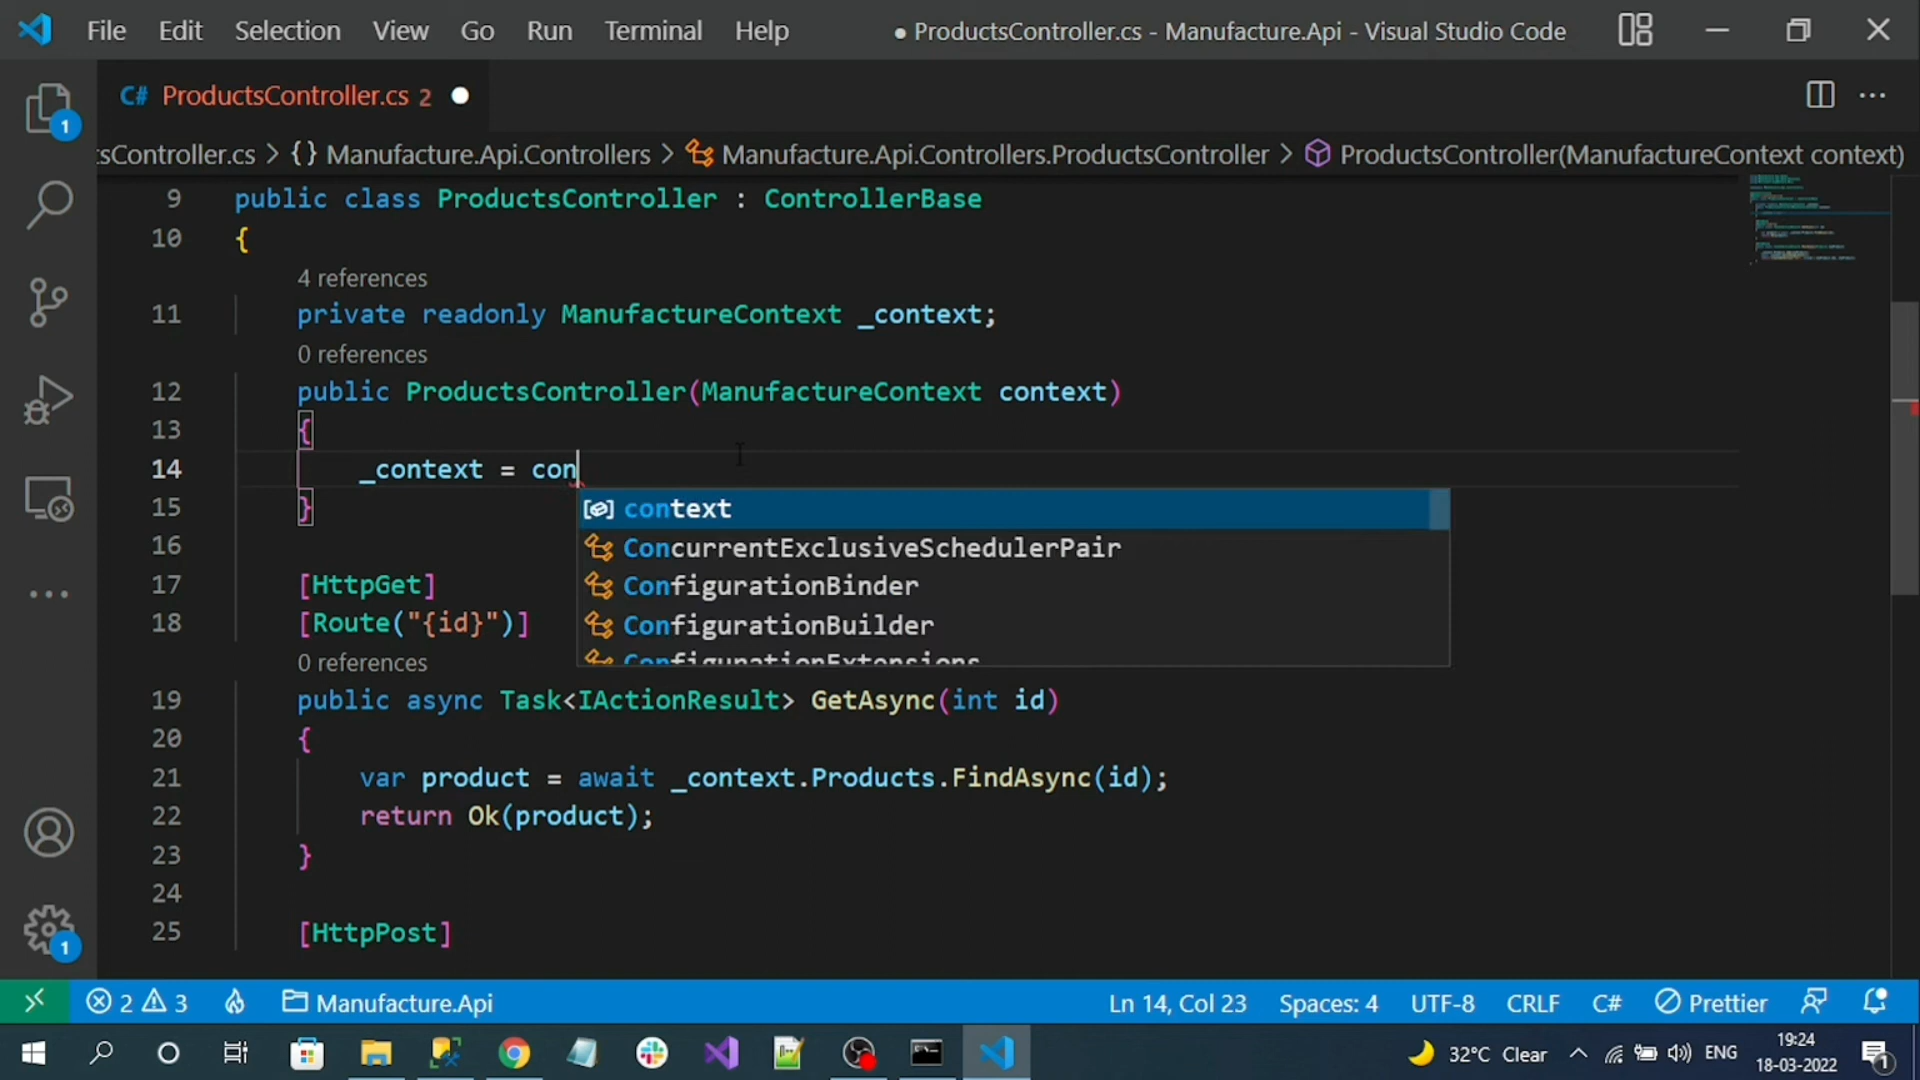 File Edit Selection View Go Run Terminal Help ● ProductsController.cs - Manufacture.Api - Visual Studio Code
C# ProductsController.cs 2 ●
1
sController.cs > {} Manufacture.Api.Controllers > Manufacture.Api.Controllers.ProductsController > ProductsController(ManufactureContext context)
9 public class ProductsController : ControllerBase
10 {
4 references
11 private readonly ManufactureContext _context;
0 references
12 public ProductsController(ManufactureContext context)
13 {
14 _context = con
15 }
context
16
ConcurrentExclusiveSchedulerPair
17 [HttpGet]
ConfigurationBinder
18 [Route("{id}")]
ConfigurationBuilder
ConfigurationExtensions
0 references
19 public async Task<IActionResult> GetAsync(int id)
20 {
21 var product = await _context.Products.FindAsync(id);
22 return Ok(product);
23 }
24
25 [HttpPost]
1
2 3 Manufacture.Api Ln 14, Col 23 Spaces: 4 UTF-8 CRLF C# Prettier
32°C Clear ENG 19:24
18-03-2022 1